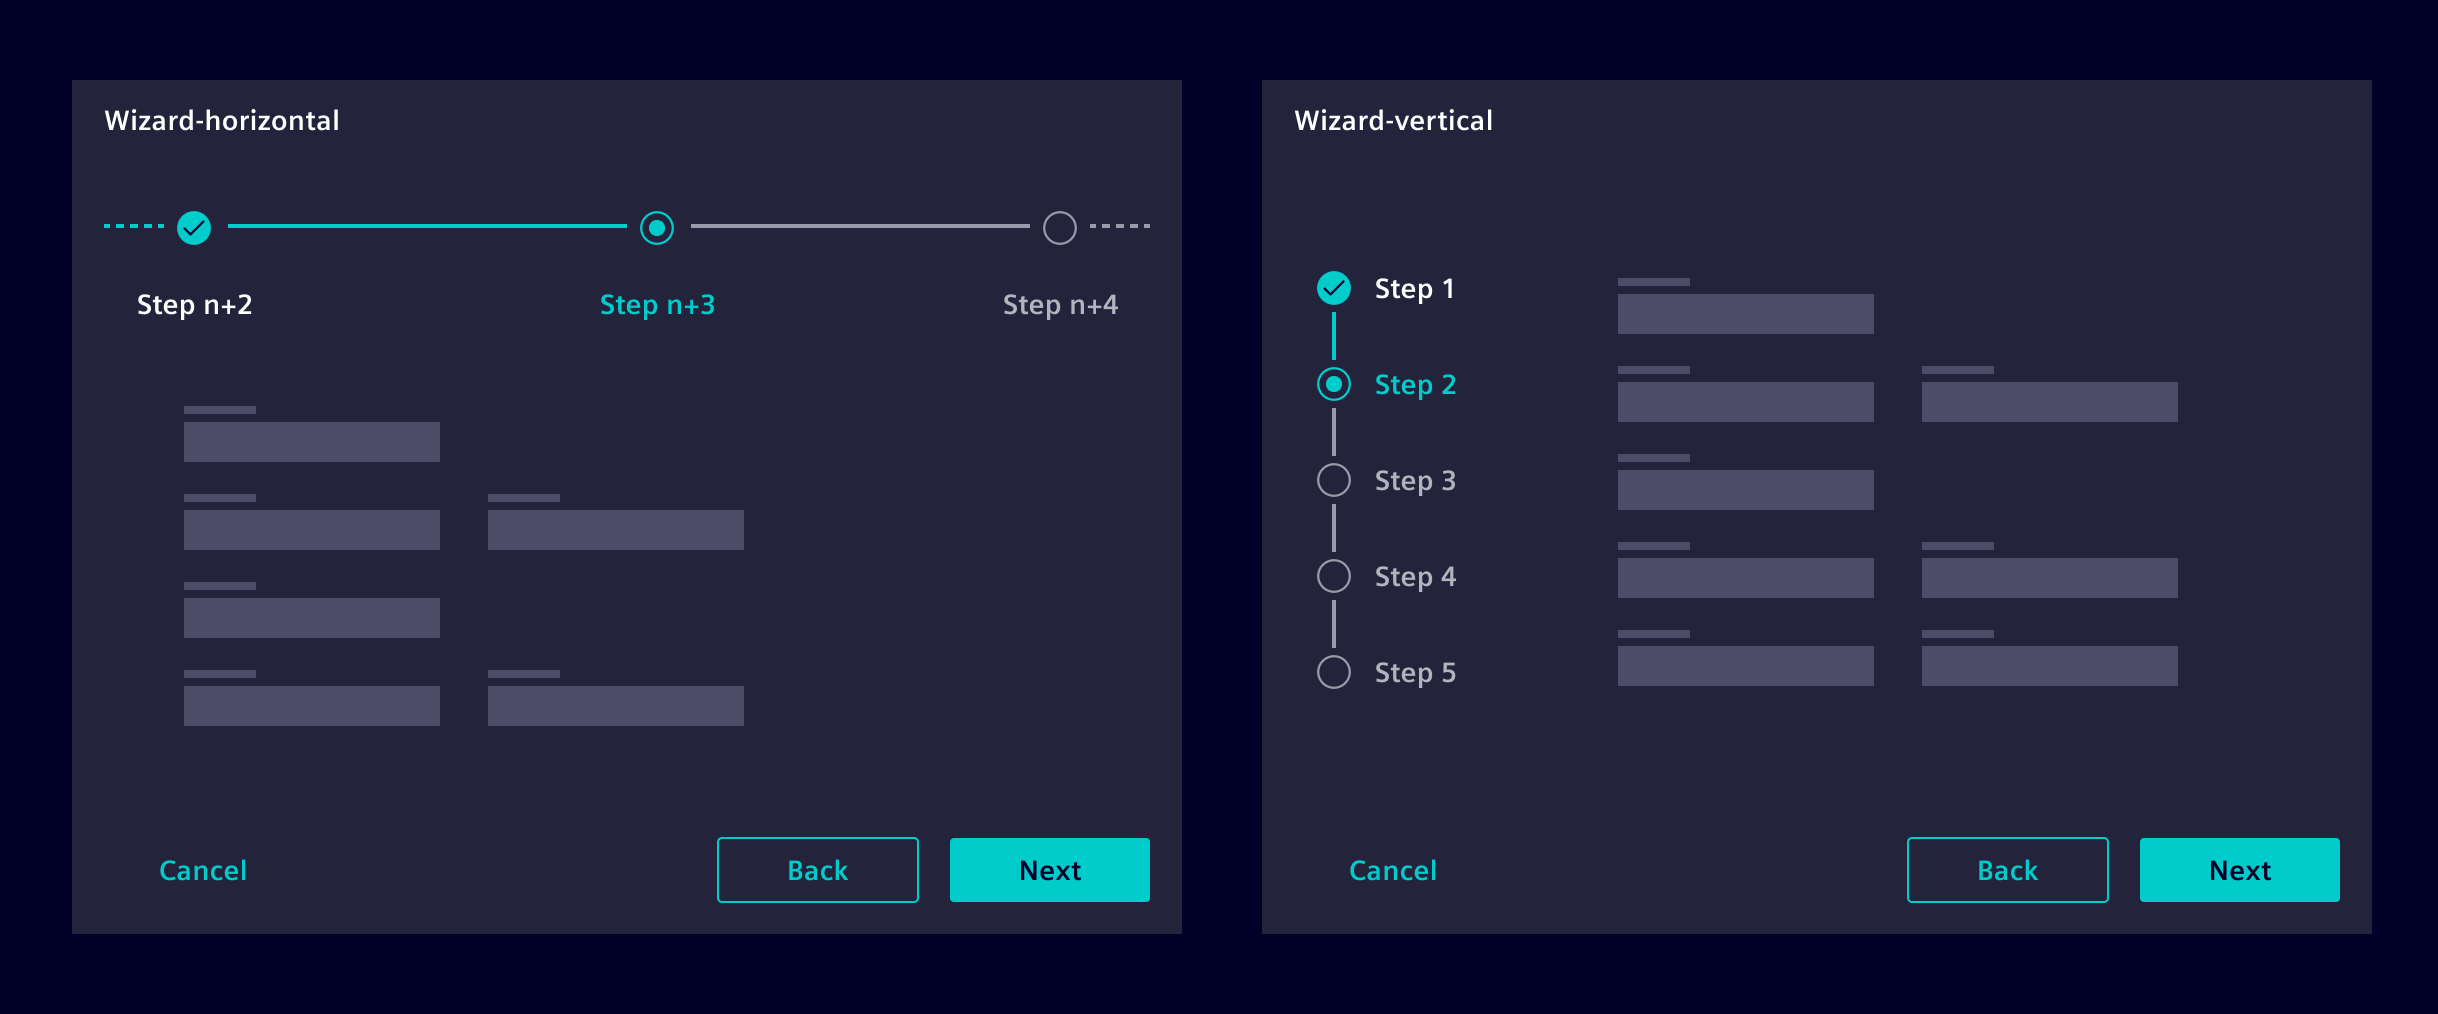 Wizard-horizontal
Step n+2
Step n+3
Step n+4
Cancel
Back
Next
Wizard-vertical
Step 1
Step 2
Step 3
Step 4
Step 5
Cancel
Back
Next